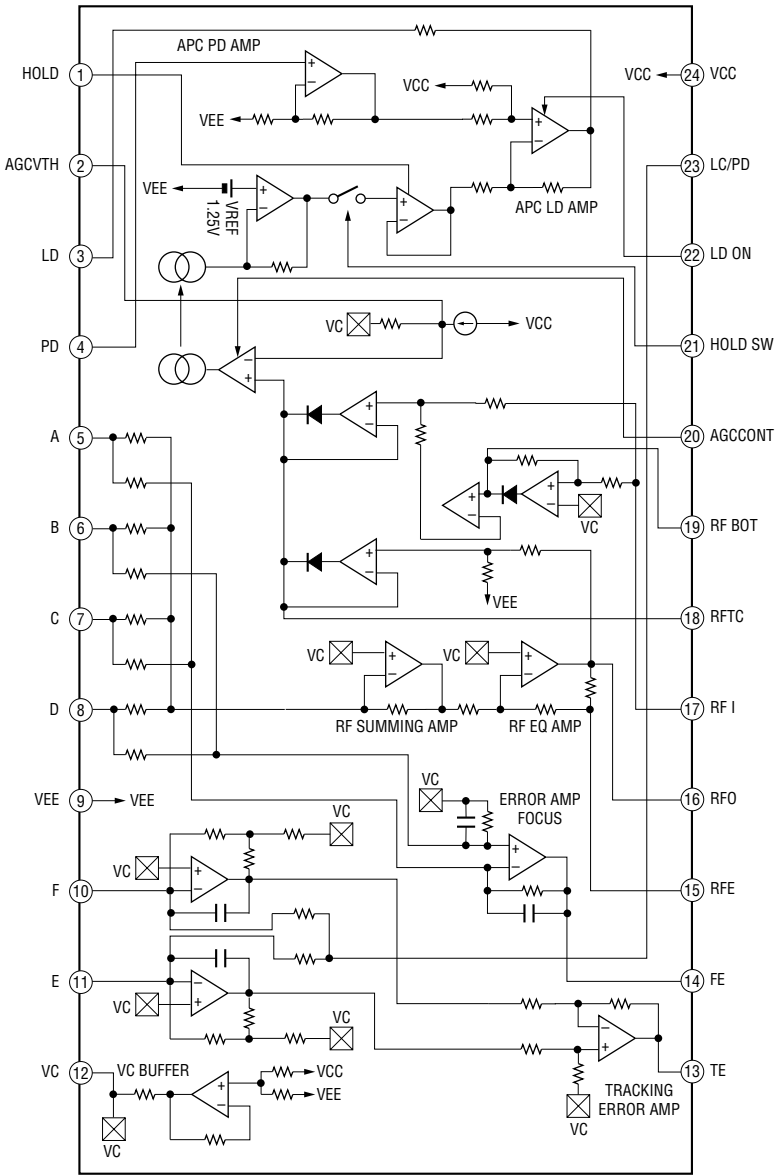 APC PD AMP
HOLD 1
VCC
VCC 24 VCC
VEE
AGCVTH 2
23 LC/PD
VEE
VREF
1.25V
APC LD AMP
LD 3
22 LD ON
VC
VCC
PD 4
21 HOLD SW
A 5
20 AGCCONT
VC
B 6
19 RF BOT
VEE
C 7
18 RFTC
VC
VC
D 8
17 RF I
RF SUMMING AMP
RF EQ AMP
VC
VEE 9 VEE
ERROR AMP
FOCUS
16 RFO
VC
VC
F 10
15 RFE
E 11
14 FE
VC
VC
VC 12
VC BUFFER
VCC
VEE
13 TE
TRACKING
ERROR AMP
VC
VC